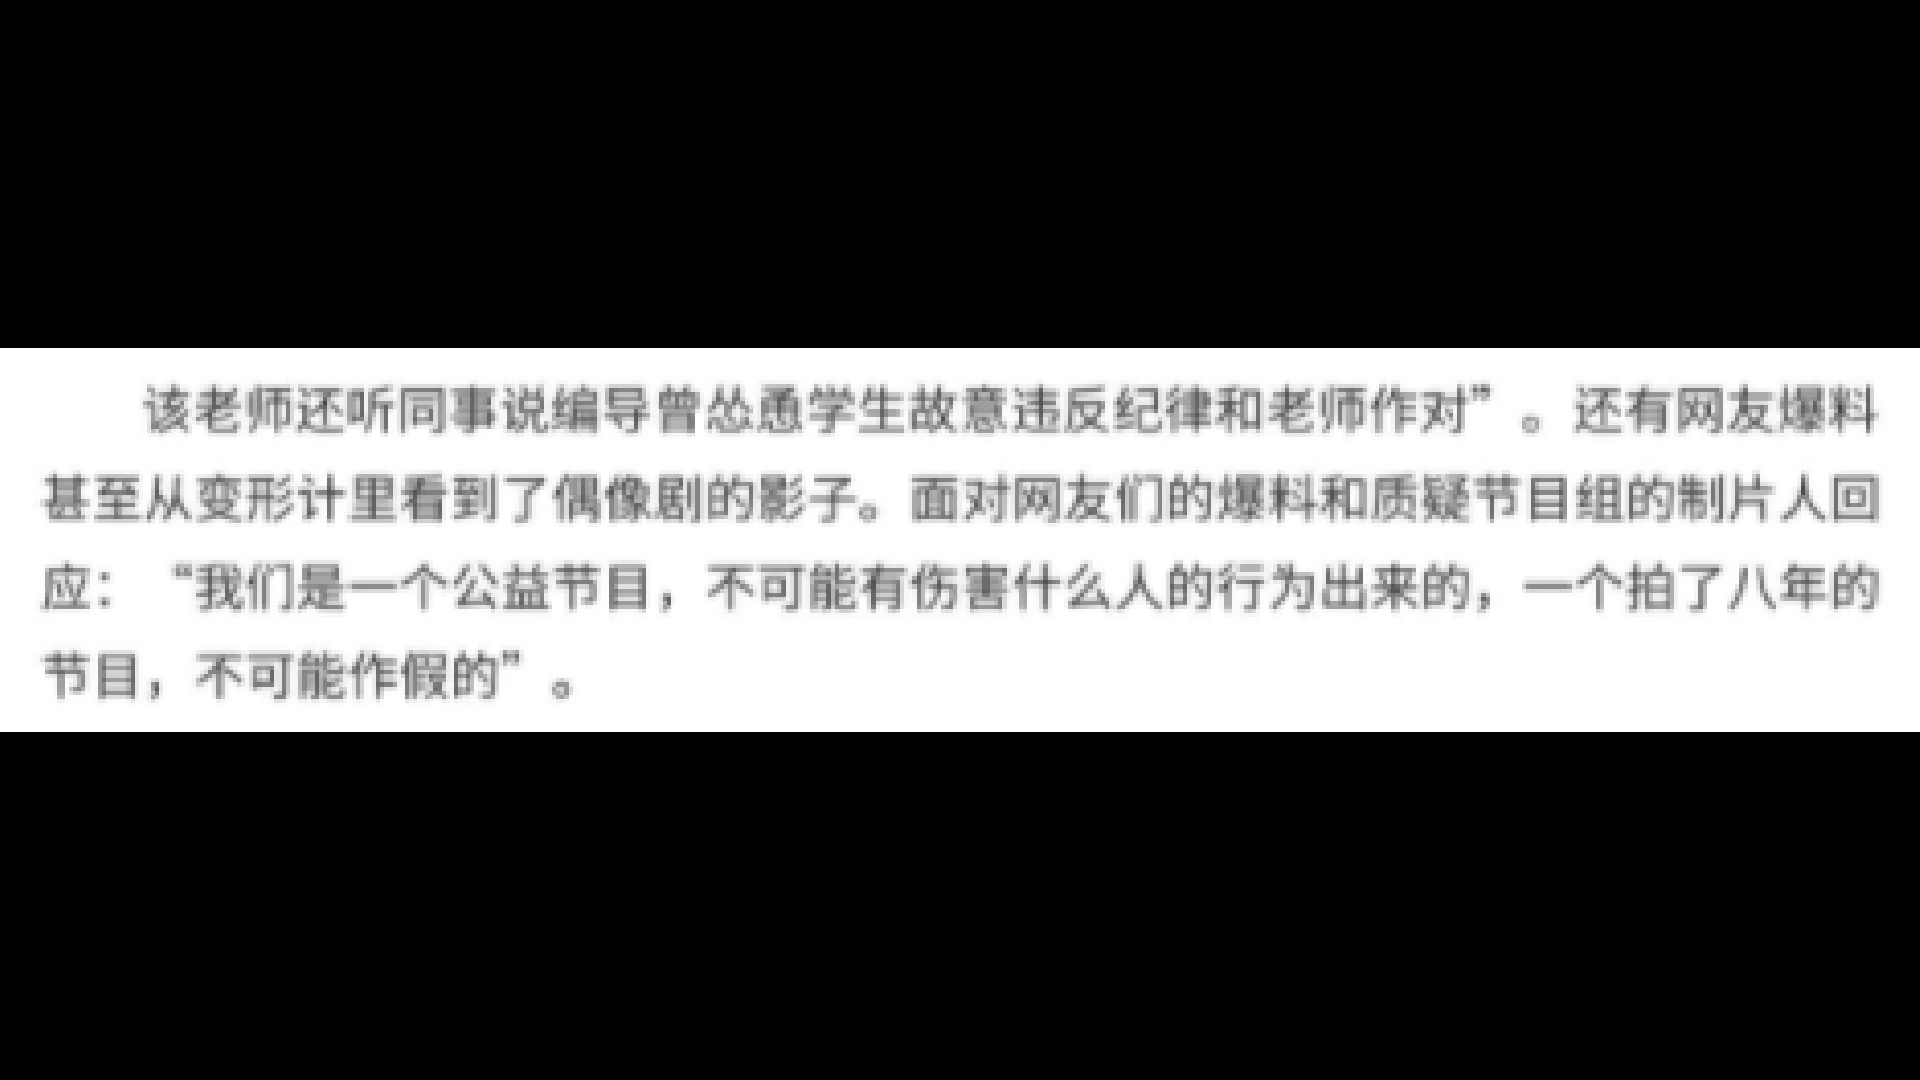 该老师还听同事说编导曾怂恿学生故意违反纪律和老师作对”。还有网友爆料
甚至从变形计里看到了偶像剧的影子。面对网友们的爆料和质疑节目组的制片人回
应：“我们是一个公益节目，不可能有伤害什么人的行为出来的，一个拍了八年的
节目，不可能作假的”。